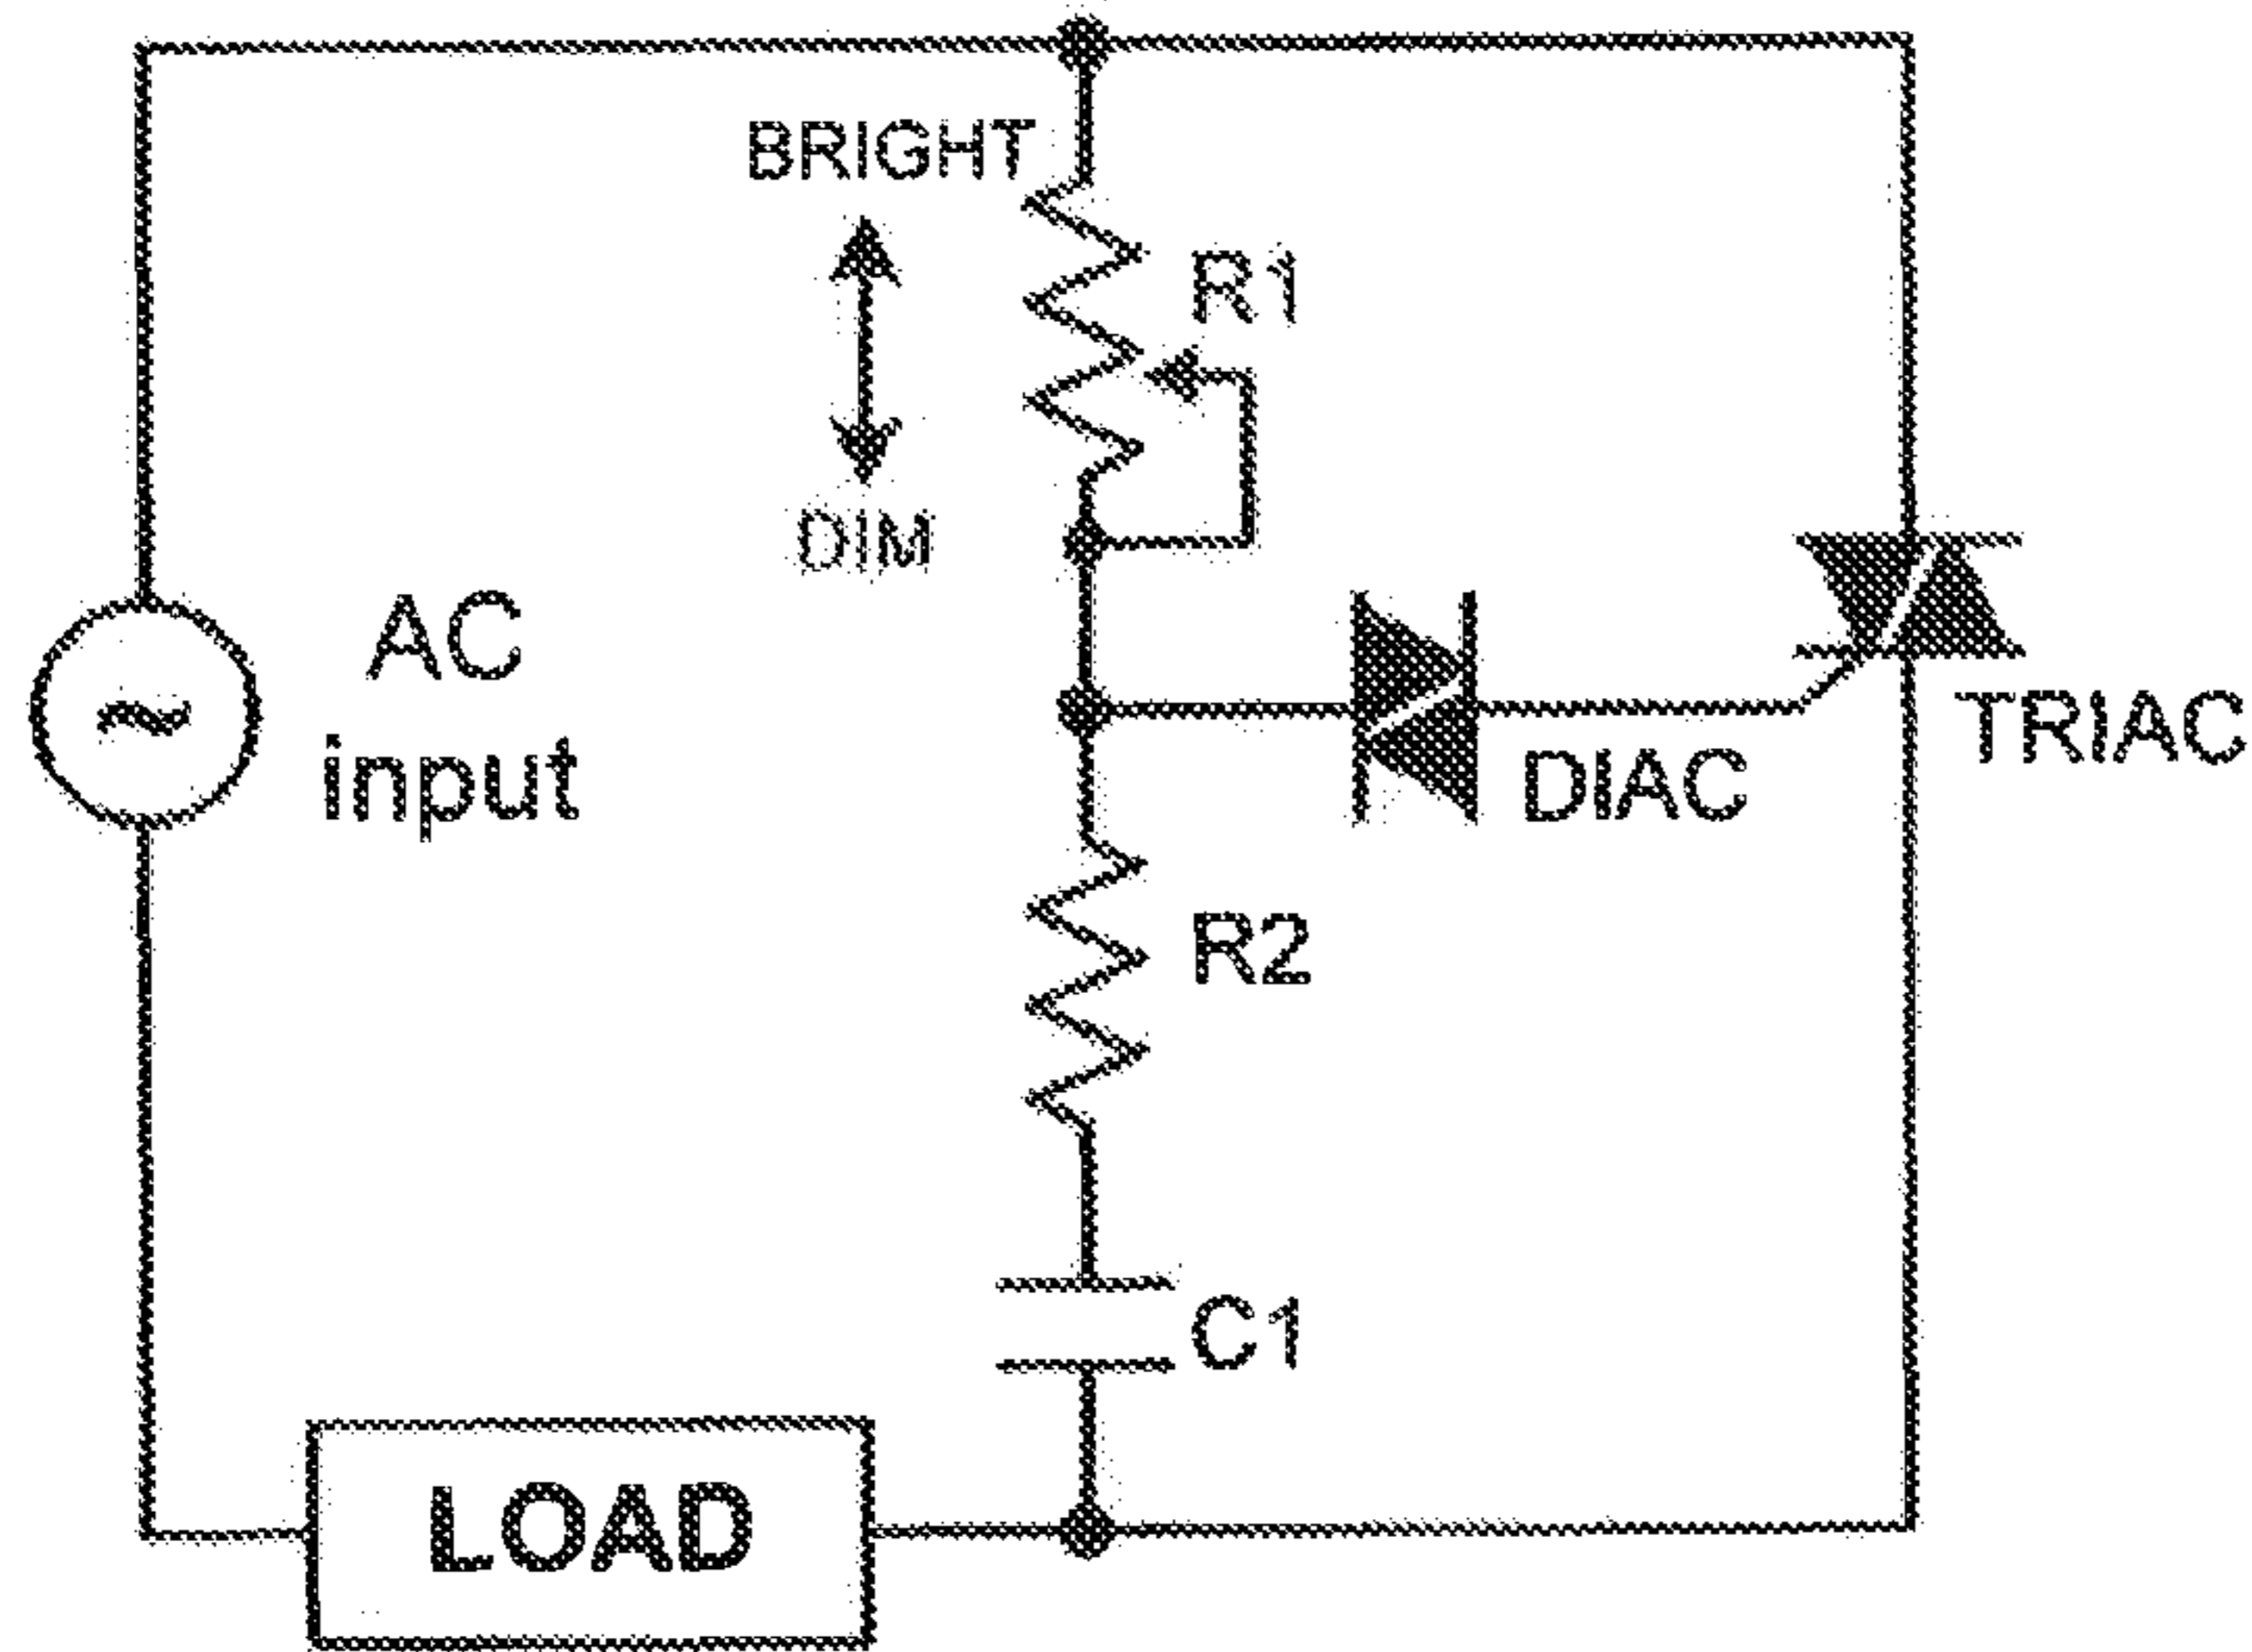 BRIGHT
R1
DIM
AC
input
~
TRIAC
DIAC
R2
C1
LOAD